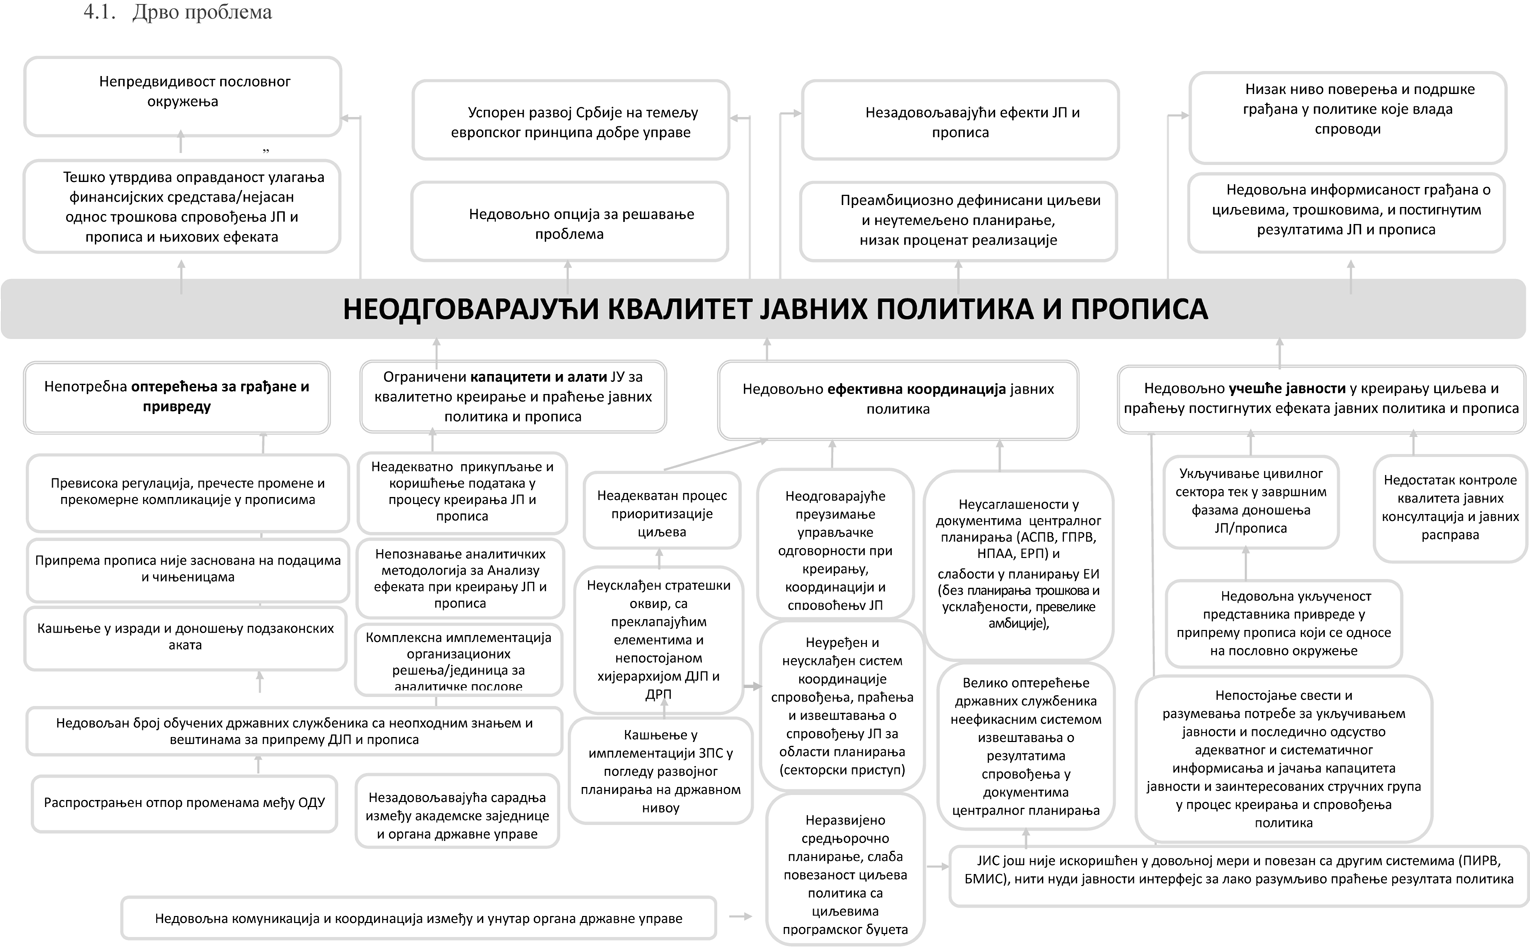 4.1. Дрво проблема
Непредвидивост пословног
окружења
Успорен развој Србије на темељу
европског принципа добре управе
Незадовољавајући ефекти ЈП и
прописа
Низак ниво поверења и подршке
грађана у политике које влада
спроводи
„
Тешко утврдива оправданост улагања
финансијских средстава/нејасан
однос трошкова спровођења ЈП и
прописа и њихових ефеката
Недовољно опција за решавање
проблема
Преамбициозно дефинисани циљеви
и неутемељено планирање,
низак проценат реализације
Недовољна информисаност грађана о
циљевима, трошковима, и постигнутим
резултатима ЈП и прописа
НЕОДГОВАРАЈУЋИ КВАЛИТЕТ ЈАВНИХ ПОЛИТИКА И ПРОПИСА
Непотребна оптерећења за грађане и
привреду
Ограничени капацитети и алати ЈУ за
квалитетно креирање и праћење јавних
политика и прописа
Недовољно ефективна координација јавних
политика
Недовољно учешће јавности у креирању циљева и
праћењу постигнутих ефеката јавних политика и прописа
Превисока регулација, пречесте промене и
прекомерне компликације у прописима
Припрема прописа није заснована на подацима
и чињеницама
Кашњење у изради и доношењу подзаконских
аката
Неадекватно прикупљање и
коришћење података у
процесу креирања ЈП и
прописа
Непознавање аналитичких
методологија за Анализу
ефеката при креирању ЈП и
прописа
Комплексна имплементација
организационих
решења/јединица за
аналитичке послове
Недовољан број обучених државних службеника са неопходним знањем и
вештинама за припрему ДЈП и прописа
Распрострањен отпор променама међу ОДУ
Незадовољавајућа сарадња
између академске заједнице
и органа државне управе
Неадекватан процес
приоритизације
циљева
Неусклађен стратешки
оквир, са
преклапајућим
елементима и
непостојаном
хијерархијом ДЈП и
ДРП
Кашњење у
имплементацији ЗПС у
погледу развојног
планирања на државном
нивоу
Неодговарајуће
преузимање
управљачке
одговорности при
креирању,
координацији и
спровођењу ЈП
Неуређен и
неусклађен систем
координације
спровођења, праћења
и извештавања о
спровођењу ЈП за
области планирања
(секторски приступ)
Неразвијено
средњорочно
планирање, слаба
повезаност циљева
политика са
циљевима
програмског буџета
Неусаглашености у
документима централног
планирања (АСПВ, ГПРВ,
НПАА, ЕРП) и
слабости у планирању ЕИ
(без планирања трошкова и
усклађености, превелике
амбиције),
Велико оптерећење
државних службеника
неефикасним системом
извештавања о
резултатима
спровођења у
документима
централног планирања
Укључивање цивилног
сектора тек у завршним
фазама доношења
ЈП/прописа
Недостатак контроле
квалитета јавних
консултација и јавних
расправа
Недовољна укљученост
представника привреде у
припрему прописа који се односе
на пословно окружење
Непостојање свести и
разумевања потребе за укључивањем
јавности и последично одсуство
адекватног и систематичног
информисања и јачања капацитета
јавности и заинтересованих стручних група
у процес креирања и спровођења
политика
ЈИС још није искоришћен у довољној мери и повезан са другим системима (ПИРВ,
БМИС), нити нуди јавности интерфејс за лако разумљиво праћење резултата политика
Недовољна комуникација и координација између и унутар органа државне управе